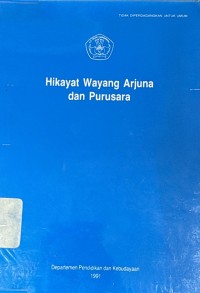 TIDAK DIPERDAGANGKAN UNTUK UMUM
Hikayat Wayang Arjuna
dan Purusara
Departemen Pendidikan dan Kebudayaan
1991